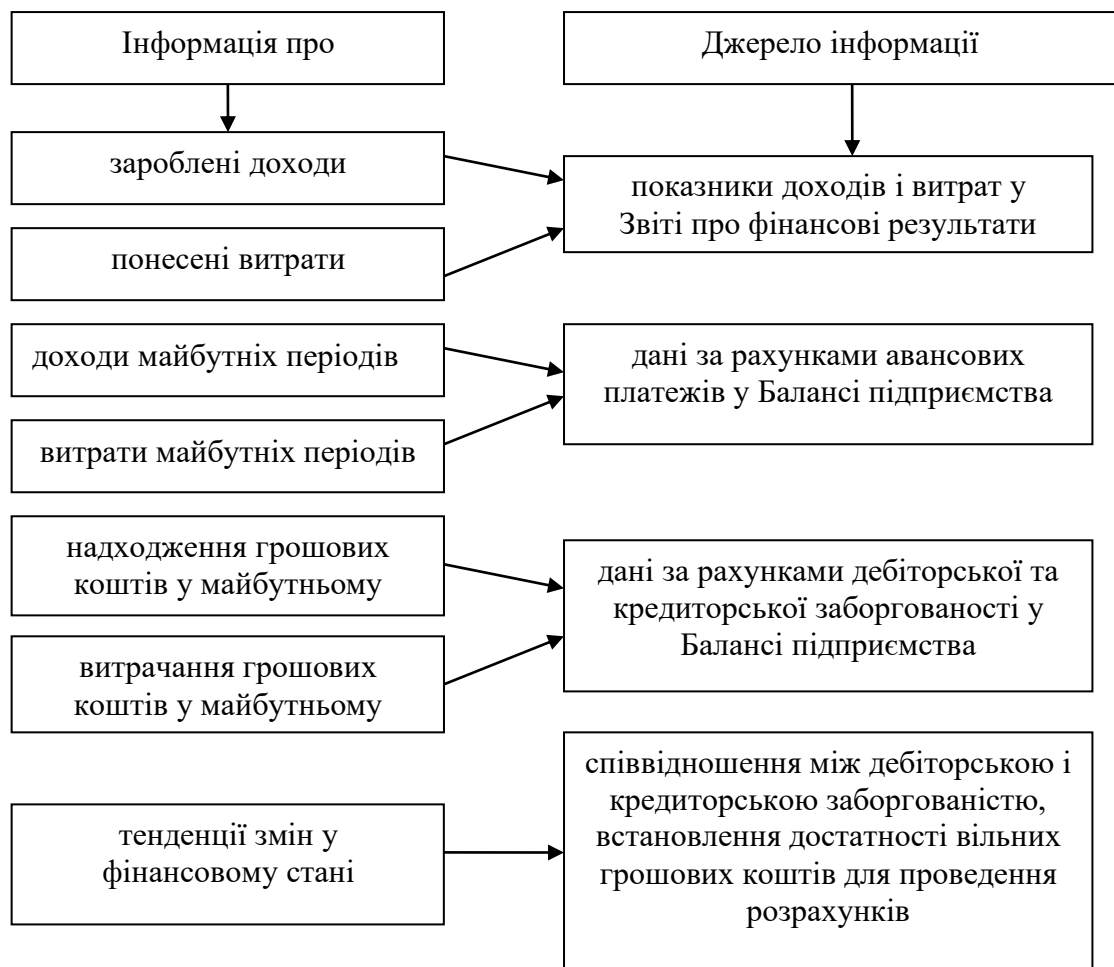 Інформація про
Джерело інформації
зароблені доходи
понесені витрати
показники доходів і витрат у
Звіті про фінансові результати
доходи майбутніх періодів
витрати майбутніх періодів
дані за рахунками авансових
платежів у Балансі підприємства
надходження грошових
коштів у майбутньому
витрачання грошових
коштів у майбутньому
дані за рахунками дебіторської та
кредиторської заборгованості у
Балансі підприємства
тенденції змін у
фінансовому стані
співвідношення між дебіторською і
кредиторською заборгованістю,
встановлення достатності вільних
грошових коштів для проведення
розрахунків